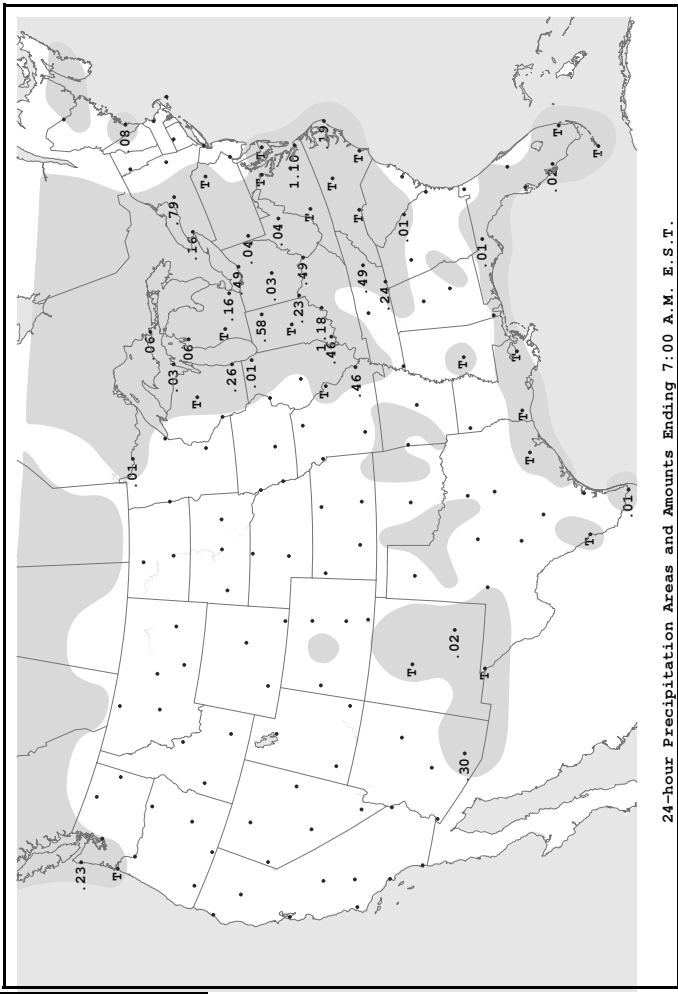 .23
T
.08
.01
.06
.03
.79
.06
.16
T
T
T
.16
.26
.49
.04
.01
.58
T
T
.03
.04
T
1.16
.23
.49
T
1.18
.19
T
.46
T
.46
T
T
.49
.24
.01
T
.02
T
.30
.01
T
T
T
T
.02
T
T
T
.01
24-hour Precipitation Areas and Amounts Ending 7:00 A.M. E.S.T.